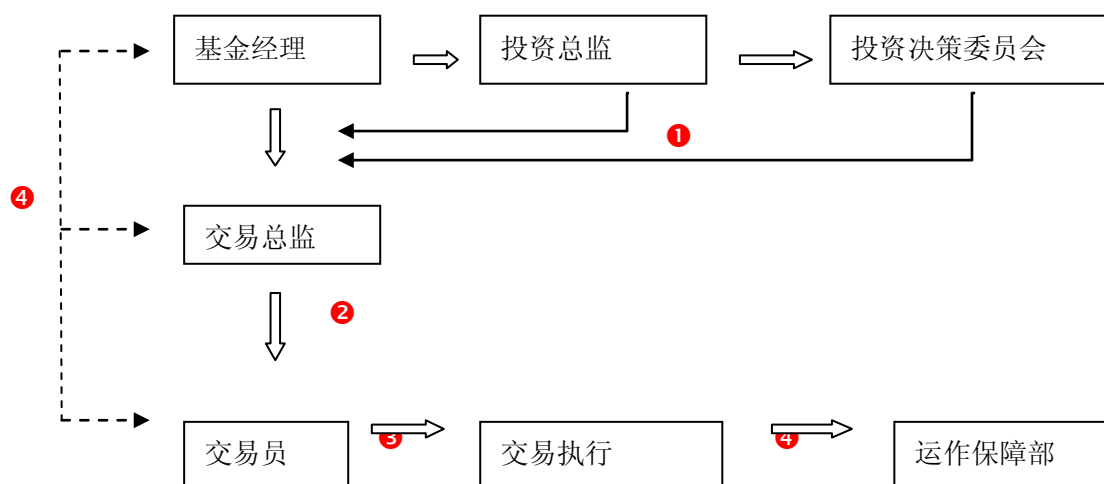 基金经理
投资总监
投资决策委员会
❶
❹
交易总监
❷
交易员
❸
交易执行
❹
运作保障部